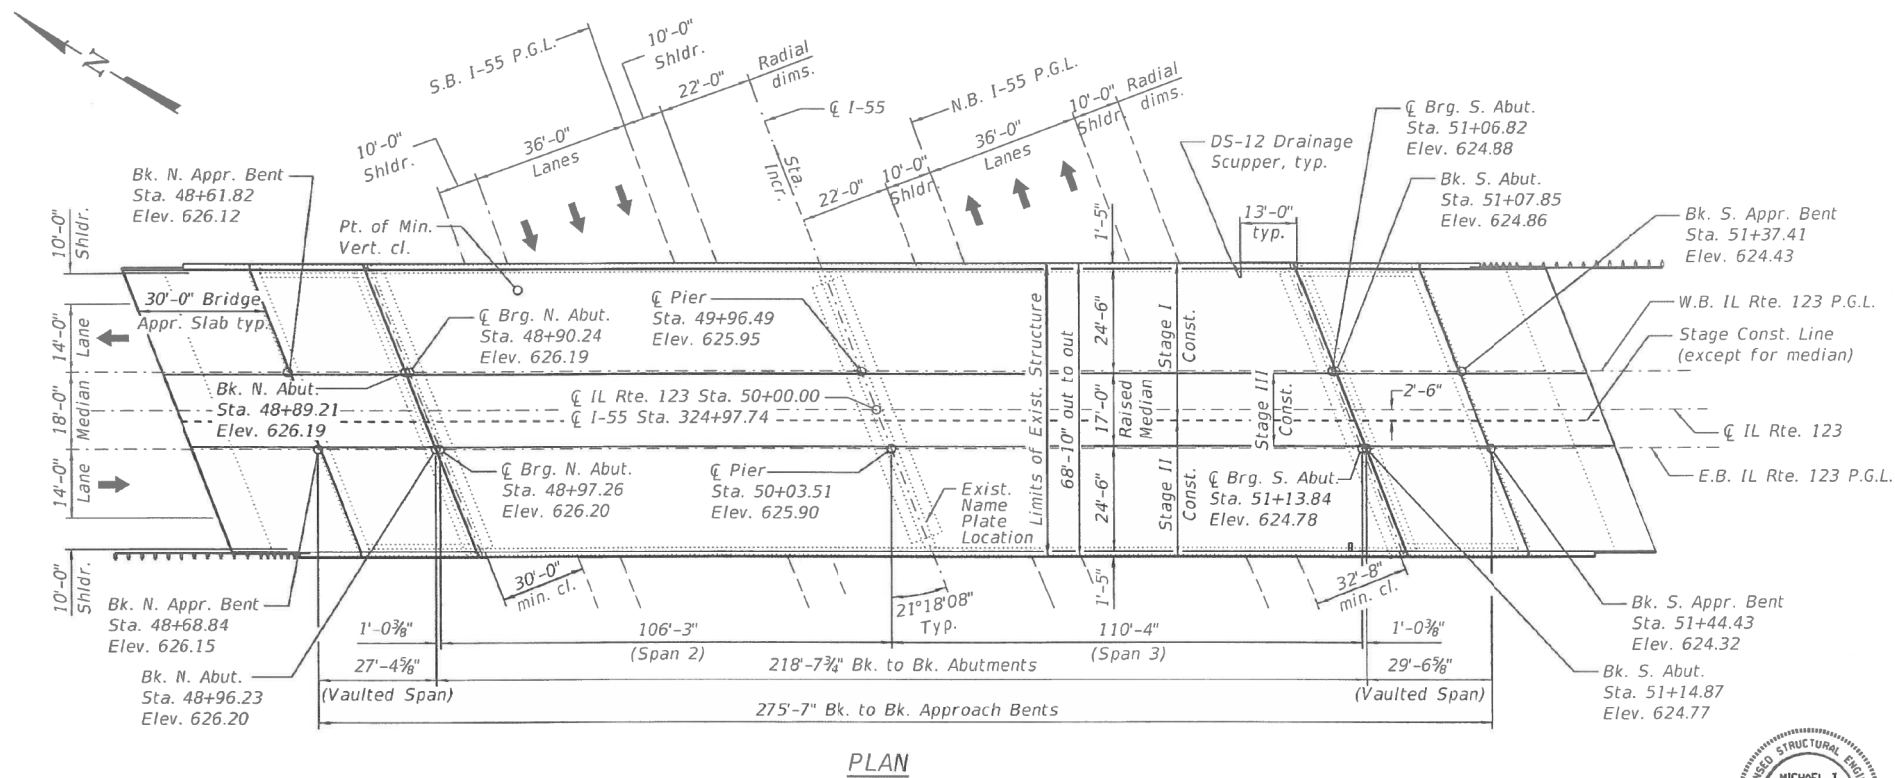 N
S.B. I-55 P.G.L.
10'-0"
Shldr.
22'-0"
Radial
dims.
10'-0"
Shldr.
36'-0"
Lanes
℄ I-55
Sta.
Incr.
N.B. I-55 P.G.L.
10'-0"
Shldr.
Radial
dims.
36'-0"
Lanes
10'-0"
Shldr.
22'-0"
DS-12 Drainage
Scupper, typ.
13'-0"
typ.
1'-5"
℄ Brg. S. Abut.
Sta. 51+06.82
Elev. 624.88
Bk. S. Abut.
Sta. 51+07.85
Elev. 624.86
Bk. S. Appr. Bent
Sta. 51+37.41
Elev. 624.43
Bk. N. Appr. Bent
Sta. 48+61.82
Elev. 626.12
Pt. of Min.
Vert. cl.
10'-0"
Shldr.
30'-0" Bridge
Appr. Slab typ.
14'-0"
Lane
18'-0"
Median
14'-0"
Lane
10'-0"
Shldr.
℄ Brg. N. Abut.
Sta. 48+90.24
Elev. 626.19
℄ Pier
Sta. 49+96.49
Elev. 625.95
Bk. N. Abut.
Sta. 48+89.21
Elev. 626.19
℄ IL Rte. 123 Sta. 50+00.00
℄ I-55 Sta. 324+97.74
Limits of Exist. Structure
68'-10" out to out
24'-6"
17'-0"
24'-6"
Raised
Median
Stage I
Const.
Stage II
Const.
Stage III
Const.
2'-6"
W.B. IL Rte. 123 P.G.L.
Stage Const. Line
(except for median)
℄ IL Rte. 123
E.B. IL Rte. 123 P.G.L.
℄ Brg. N. Abut.
Sta. 48+97.26
Elev. 626.20
℄ Pier
Sta. 50+03.51
Elev. 625.90
Exist.
Name
Plate
Location
℄ Brg. S. Abut.
Sta. 51+13.84
Elev. 624.78
30'-0"
min. cl.
21°18'08"
Typ.
1'-5"
32'-8"
min. cl.
Bk. N. Appr. Bent
Sta. 48+68.84
Elev. 626.15
Bk. N. Abut.
Sta. 48+96.23
Elev. 626.20
Bk. S. Appr. Bent
Sta. 51+44.43
Elev. 624.32
Bk. S. Abut.
Sta. 51+14.87
Elev. 624.77
1'-0⅜"
106'-3"
(Span 2)
110'-4"
(Span 3)
1'-0⅜"
27'-4⅝"
(Vaulted Span)
218'-7¾" Bk. to Bk. Abutments
29'-6⅝"
(Vaulted Span)
275'-7" Bk. to Bk. Approach Bents
PLAN
STRUCTURAL
MICHAEL J.